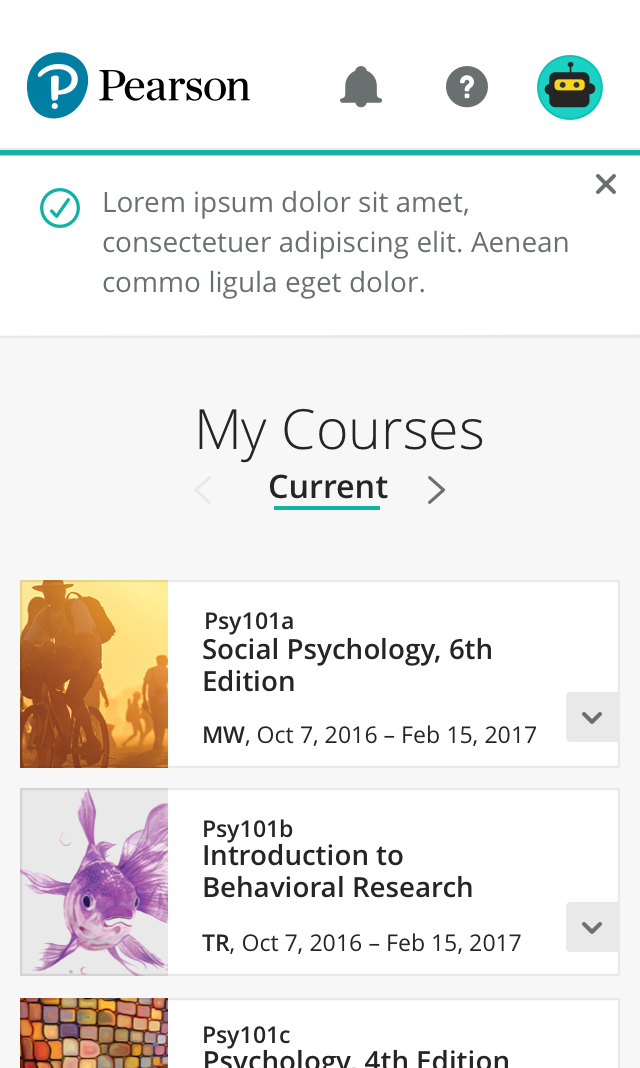 Pearson
?
Lorem ipsum dolor sit amet,
consectetuer adipiscing elit. Aenean
commo ligula eget dolor.
My Courses
Current
Psy101a
Social Psychology, 6th
Edition
MW, Oct 7, 2016 – Feb 15, 2017
Psy101b
Introduction to
Behavioral Research
TR, Oct 7, 2016 – Feb 15, 2017
Psy101c
Psychology, 4th Edition